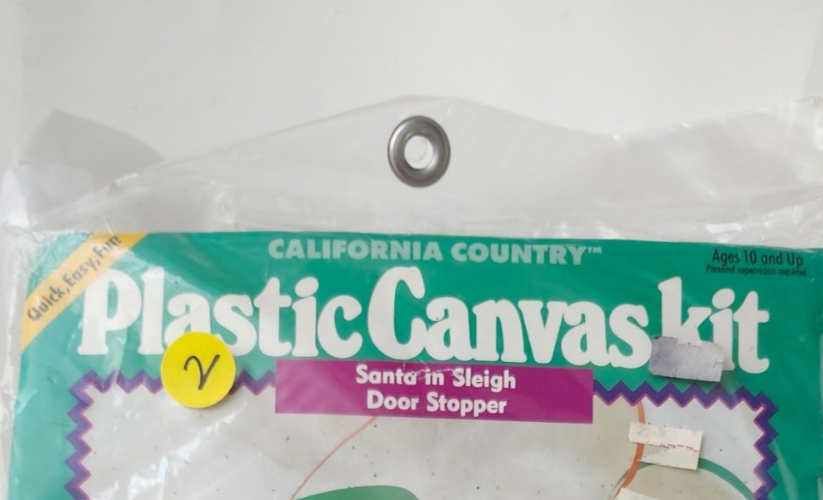 CALIFORNIA COUNTRY™
Ages 10 and Up
Parental supervision required.
Quick, Easy, Fun!
Plastic Canvas kit
Santa in Sleigh
Door Stopper
2